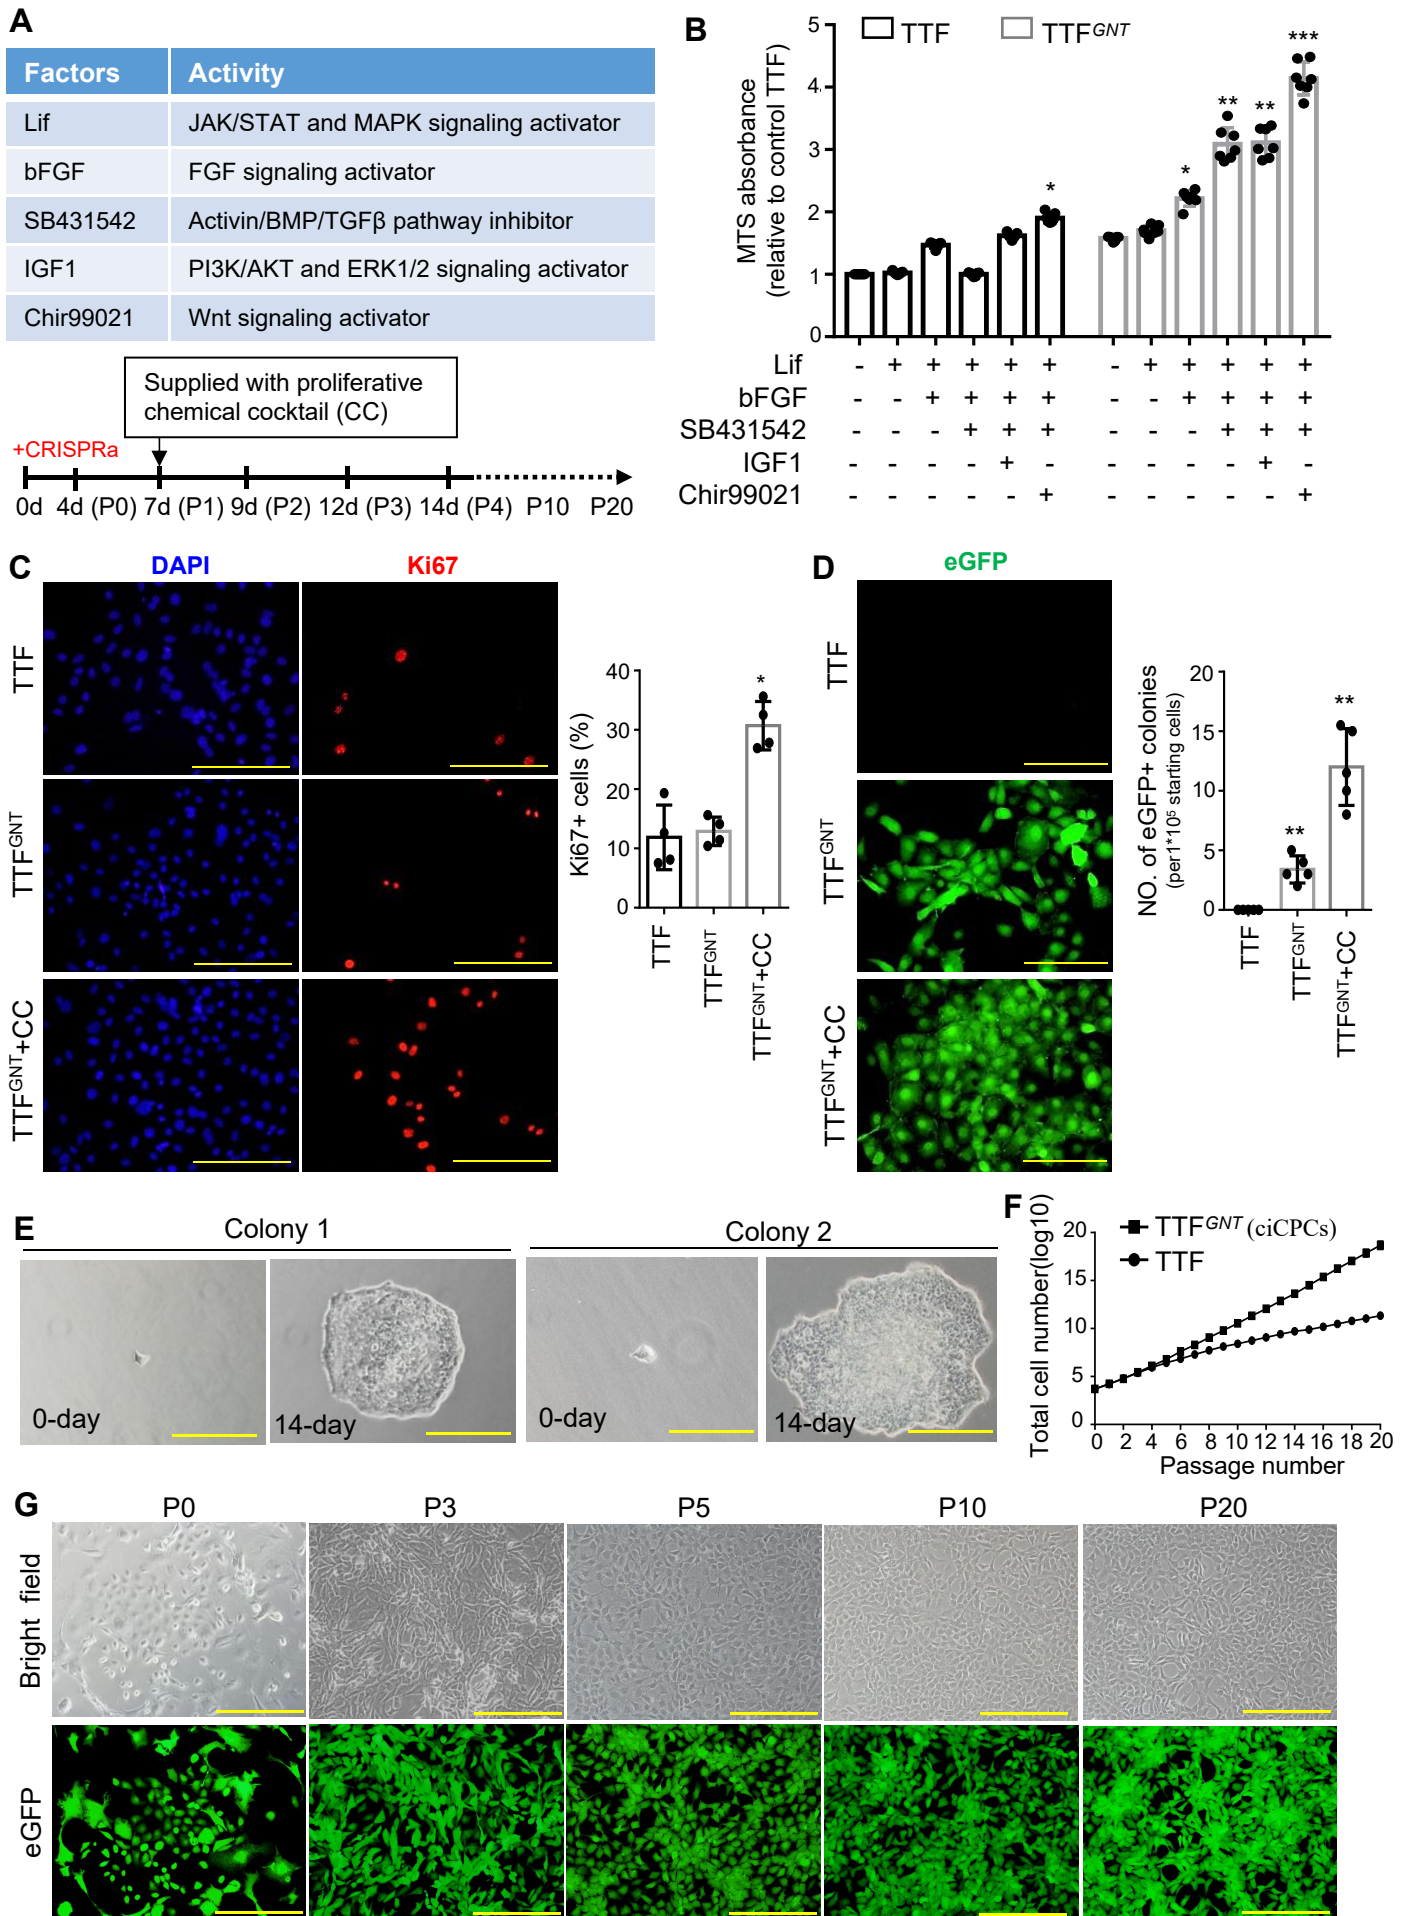 A
Factors Activity
Lif JAK/STAT and MAPK signaling activator
bFGF FGF signaling activator
SB431542 Activin/BMP/TGFβ pathway inhibitor
IGF1 PI3K/AKT and ERK1/2 signaling activator
Chir99021 Wnt signaling activator
Supplied with proliferative
chemical cocktail (CC)
+CRISPRa
0d 4d (P0) 7d (P1) 9d (P2) 12d (P3) 14d (P4) P10 P20
B
TTF TTFGNT
MTS absorbance
(relative to control TTF)
5
4
3
2
1
0
* * ** ** ***
Lif - + + + + + - + + + + +
bFGF - - + + + + - - + + + +
SB431542 - - - + + + - - - + + +
IGF1 - - - - + - - - - - + -
Chir99021 - - - - - + - - - - - +
C
DAPI Ki67
TTF
TTFGNT
TTFGNT+CC
Ki67+ cells (%)
40
30
20
10
0
*
TTF
TTFGNT
TTFGNT+CC
D
eGFP
TTF
TTFGNT
TTFGNT+CC
NO. of eGFP+ colonies
(per1*105 starting cells)
20
15
10
5
0
** **
TTF
TTFGNT
TTFGNT+CC
E
Colony 1 Colony 2
0-day 14-day 0-day 14-day
F
Total cell number(log10)
20
15
10
5
0
TTFGNT (ciCPCs)
TTF
0 2 4 6 8 10 12 14 16 18 20
Passage number
G
P0 P3 P5 P10 P20
Bright field
eGFP